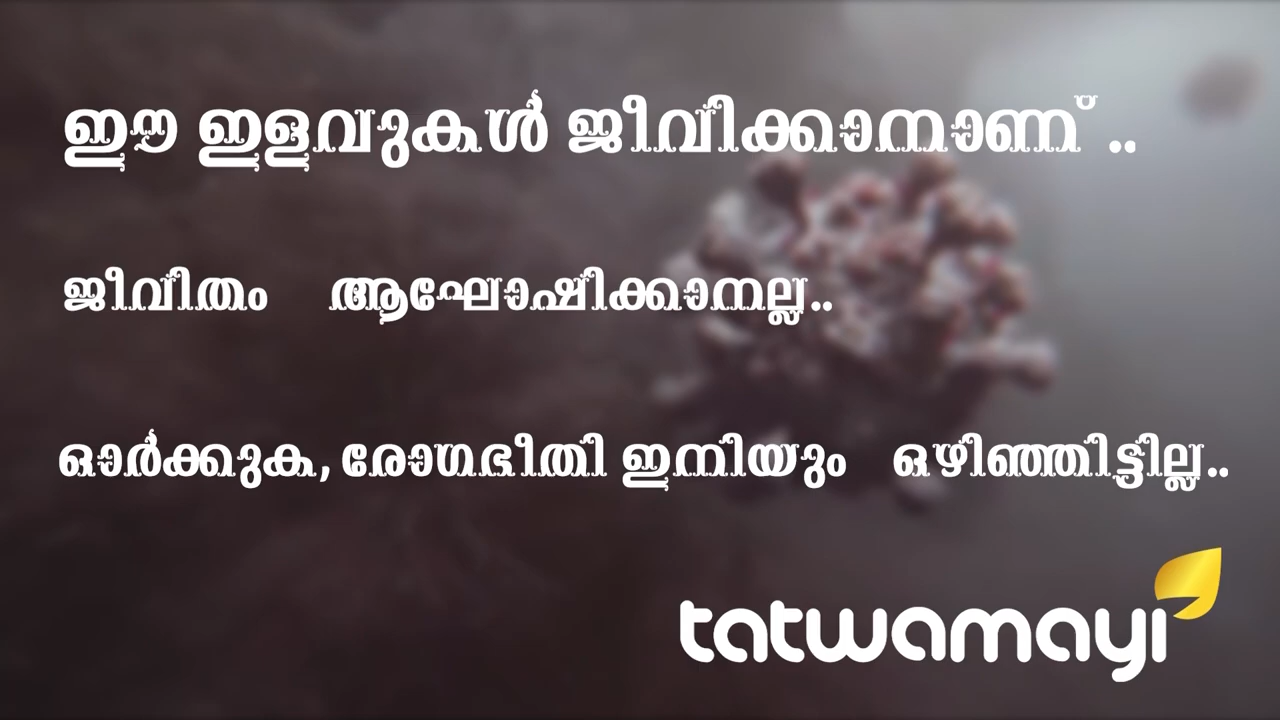 ഈ ഇളവുകൾ ജീവിക്കാനാണ് ..
ജീവിതം ആഘോഷിക്കാനല്ല..
ഓർക്കുക, രോഗഭീതി ഇനിയും ഒഴിഞ്ഞിട്ടില്ല..
tatwamayi